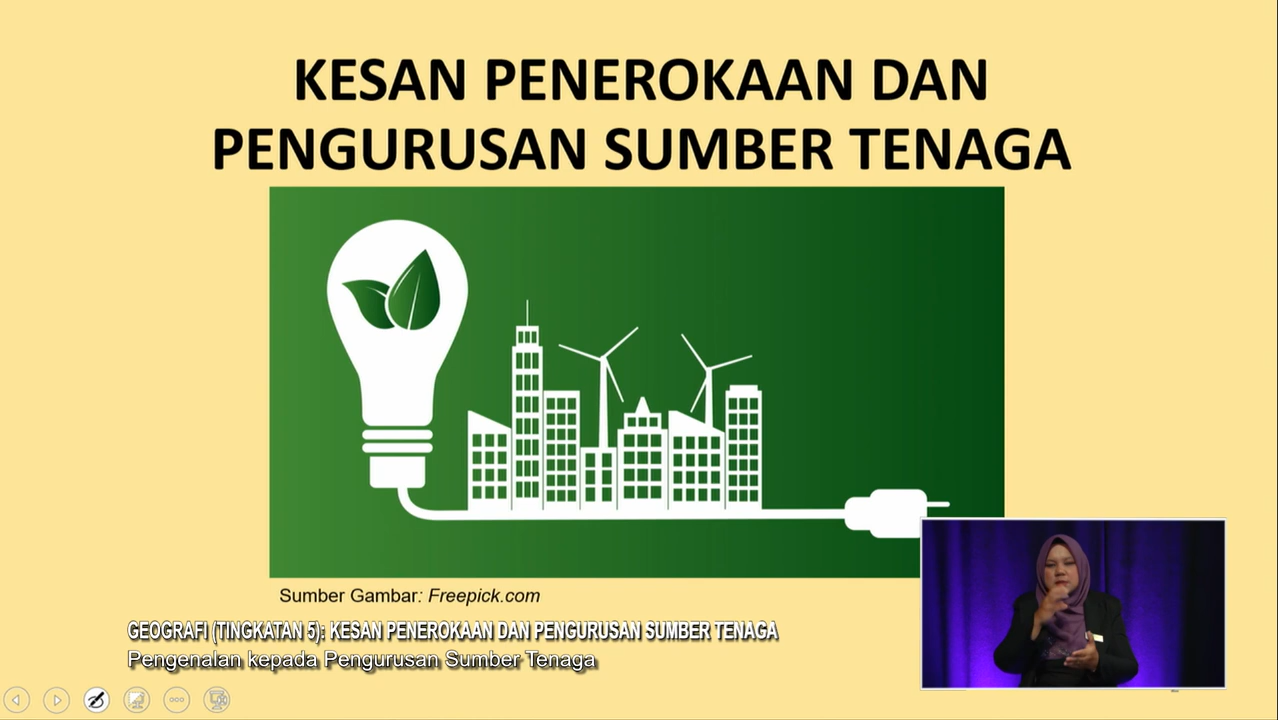 KESAN PENEROKAAN DAN
PENGURUSAN SUMBER TENAGA
Sumber Gambar: Freepick.com
GEOGRAFI (TINGKATAN 5): KESAN PENEROKAAN DAN PENGURUSAN SUMBER TENAGA
Pengenalan kepada Pengurusan Sumber Tenaga